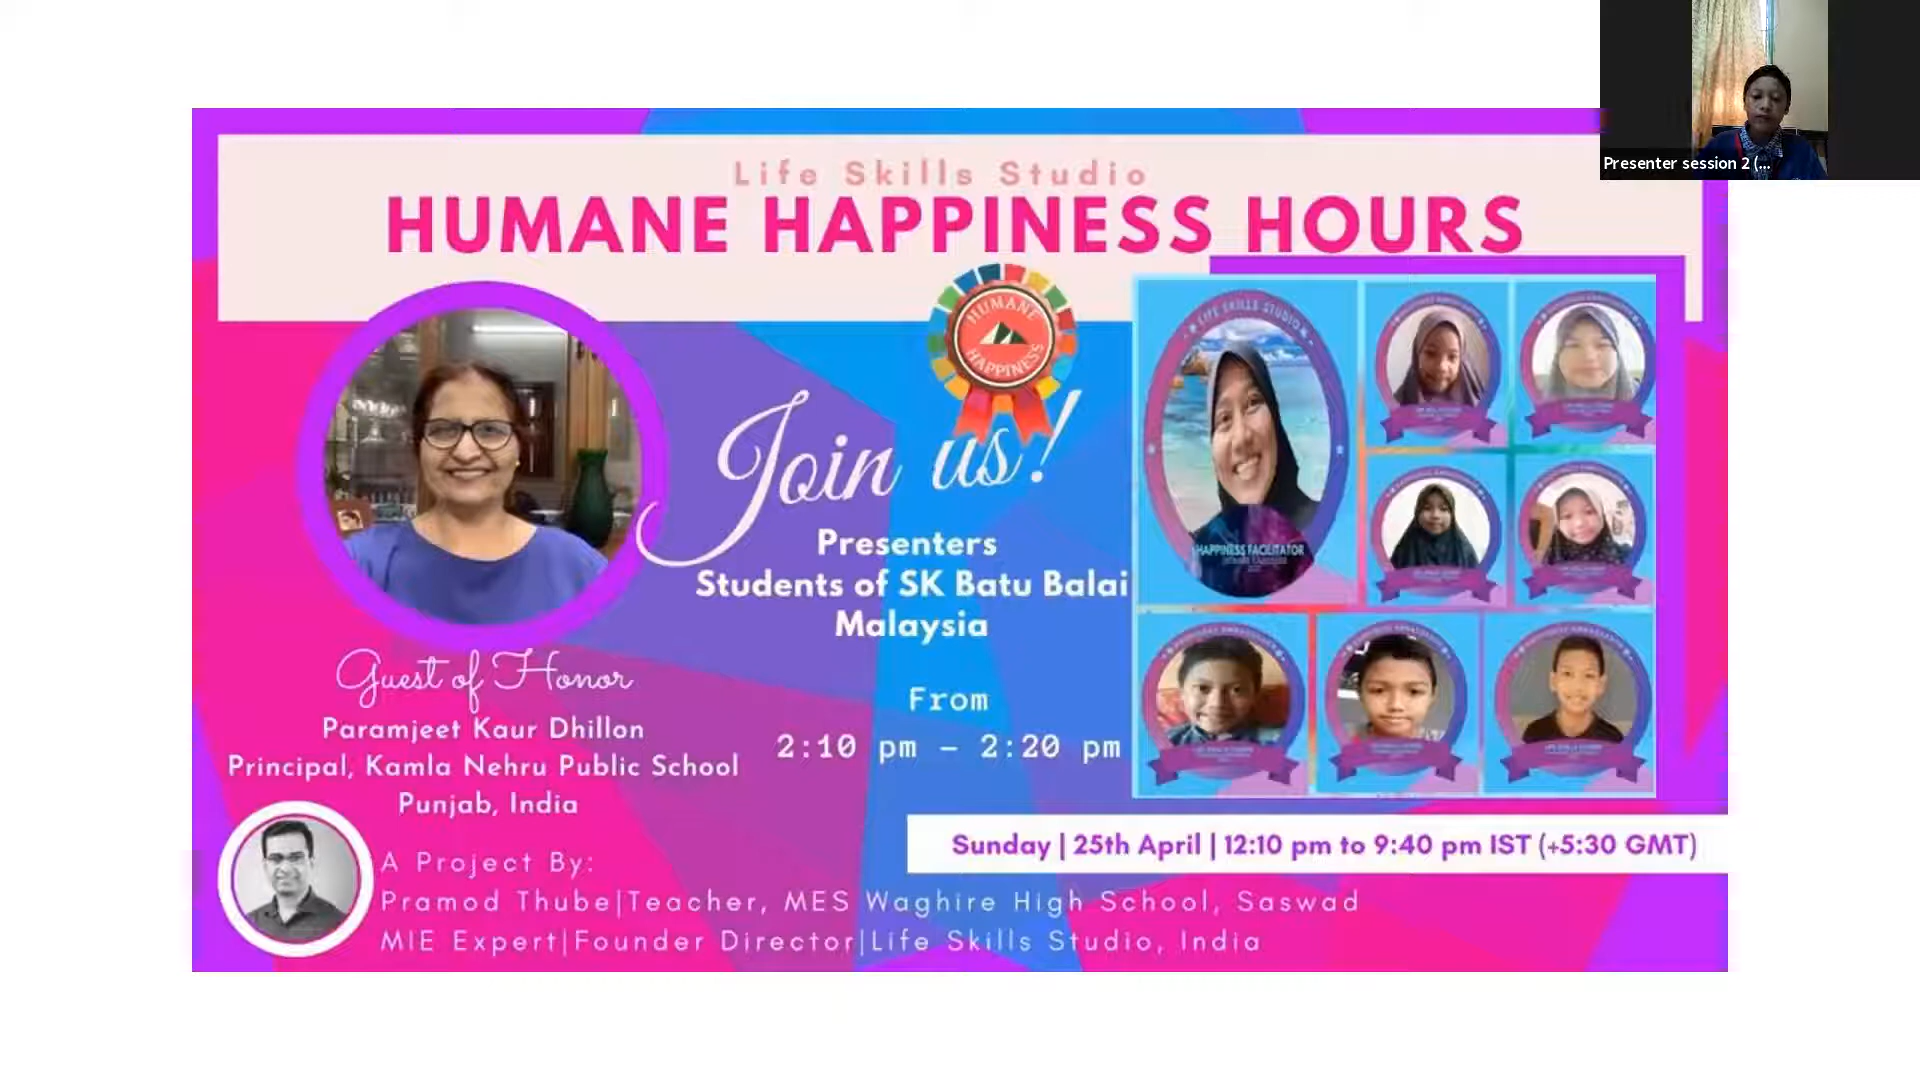 Life Skills Studio
HUMANE HAPPINESS HOURS
HUMANE
HAPPINESS
Join us!
Presenters
Students of SK Batu Balai
Malaysia
From
2:10 pm – 2:20 pm
Guest of Honor
Paramjeet Kaur Dhillon
Principal, Kamla Nehru Public School
Punjab, India
LIFE SKILLS STUDIO
HAPPINESS FACILITATOR
Sunday | 25th April | 12:10 pm to 9:40 pm IST (+5:30 GMT)
A Project By:
Pramod Thube|Teacher, MES Waghire High School, Saswad
MIE Expert|Founder Director|Life Skills Studio, India
Presenter session 2 (...